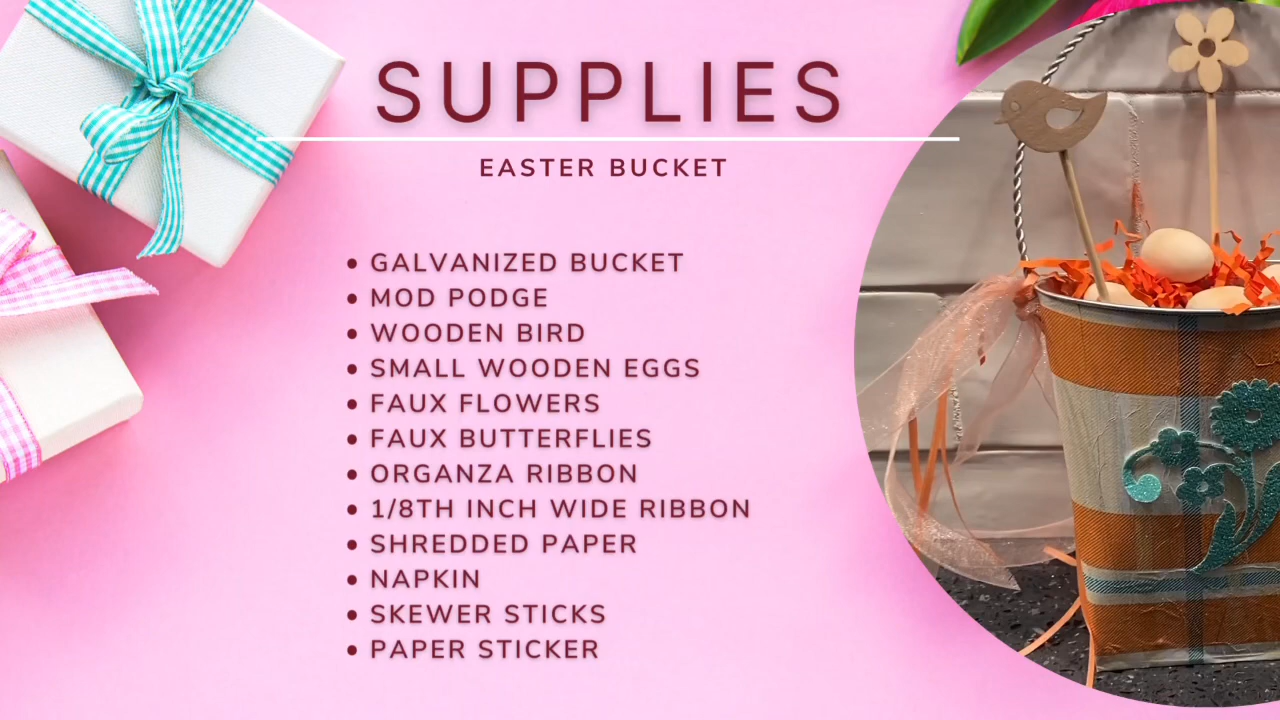 SUPPLIES
EASTER BUCKET
• GALVANIZED BUCKET
• MOD PODGE
• WOODEN BIRD
• SMALL WOODEN EGGS
• FAUX FLOWERS
• FAUX BUTTERFLIES
• ORGANZA RIBBON
• 1/8TH INCH WIDE RIBBON
• SHREDDED PAPER
• NAPKIN
• SKEWER STICKS
• PAPER STICKER